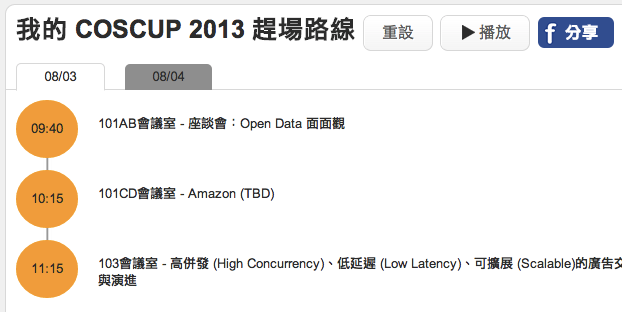 我的 COSCUP 2013 趕場路線
重設
播放
f 分享
08/03
08/04
09:40
101AB會議室 - 座談會：Open Data 面面觀
10:15
101CD會議室 - Amazon (TBD)
11:15
103會議室 - 高併發 (High Concurrency)、低延遲 (Low Latency)、可擴展 (Scalable)的廣告交
與演進